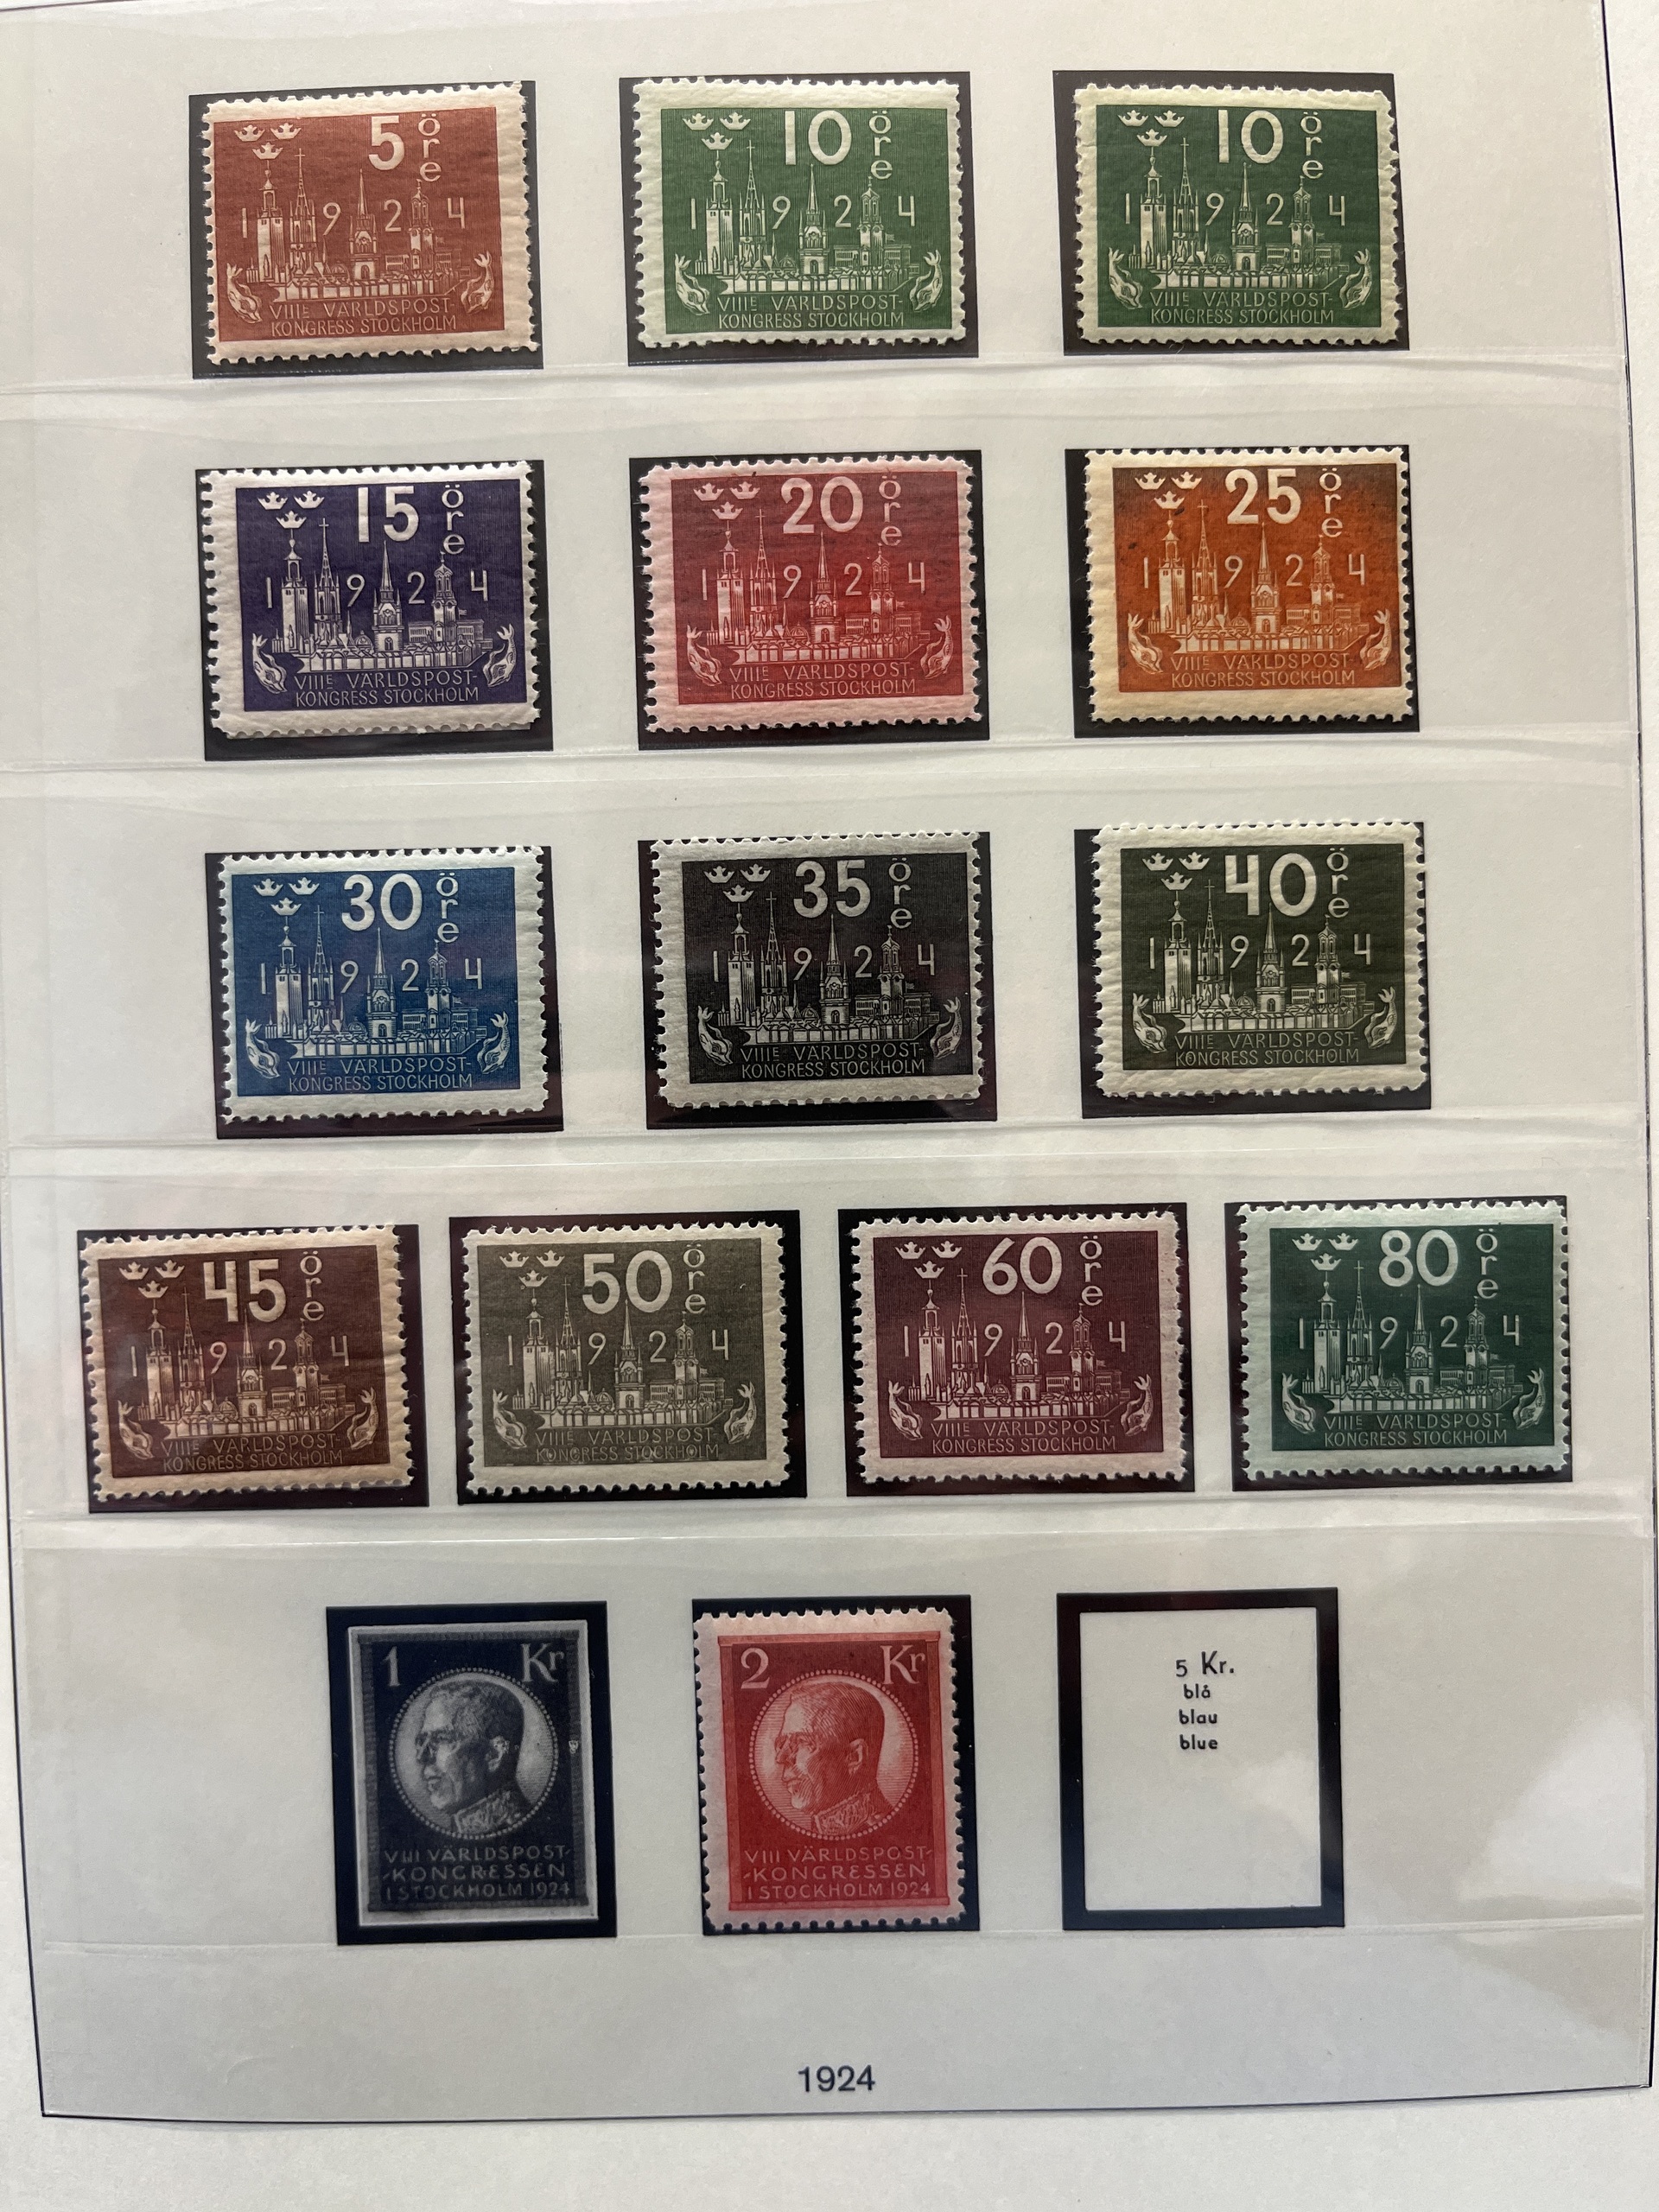 5 öre
1924
VIIIE VÄRLDSPOST-
KONGRESS STOCKHOLM
10 öre
1924
VIIIE VÄRLDSPOST-
KONGRESS STOCKHOLM
10 öre
1924
VIIIE VÄRLDSPOST-
KONGRESS STOCKHOLM
15 öre
1924
VIIIE VÄRLDSPOST-
KONGRESS STOCKHOLM
20 öre
1924
VIIIE VÄRLDSPOST-
KONGRESS STOCKHOLM
25 öre
1924
VIIIE VÄRLDSPOST-
KONGRESS STOCKHOLM
30 öre
1924
VIIIE VÄRLDSPOST-
KONGRESS STOCKHOLM
35 öre
1924
VIIIE VÄRLDSPOST-
KONGRESS STOCKHOLM
40 öre
1924
VIIIE VÄRLDSPOST-
KONGRESS STOCKHOLM
45 öre
1924
VIIIE VÄRLDSPOST-
KONGRESS STOCKHOLM
50 öre
1924
VIIIE VÄRLDSPOST-
KONGRESS STOCKHOLM
60 öre
1924
VIIIE VÄRLDSPOST-
KONGRESS STOCKHOLM
80 öre
1924
VIIIE VÄRLDSPOST-
KONGRESS STOCKHOLM
1 Kr
VIII VÄRLDSPOST-
KONGRESSEN
I STOCKHOLM 1924
2 Kr
VIII VÄRLDSPOST-
KONGRESSEN
I STOCKHOLM 1924
5 Kr.
blå
blau
blue
1924